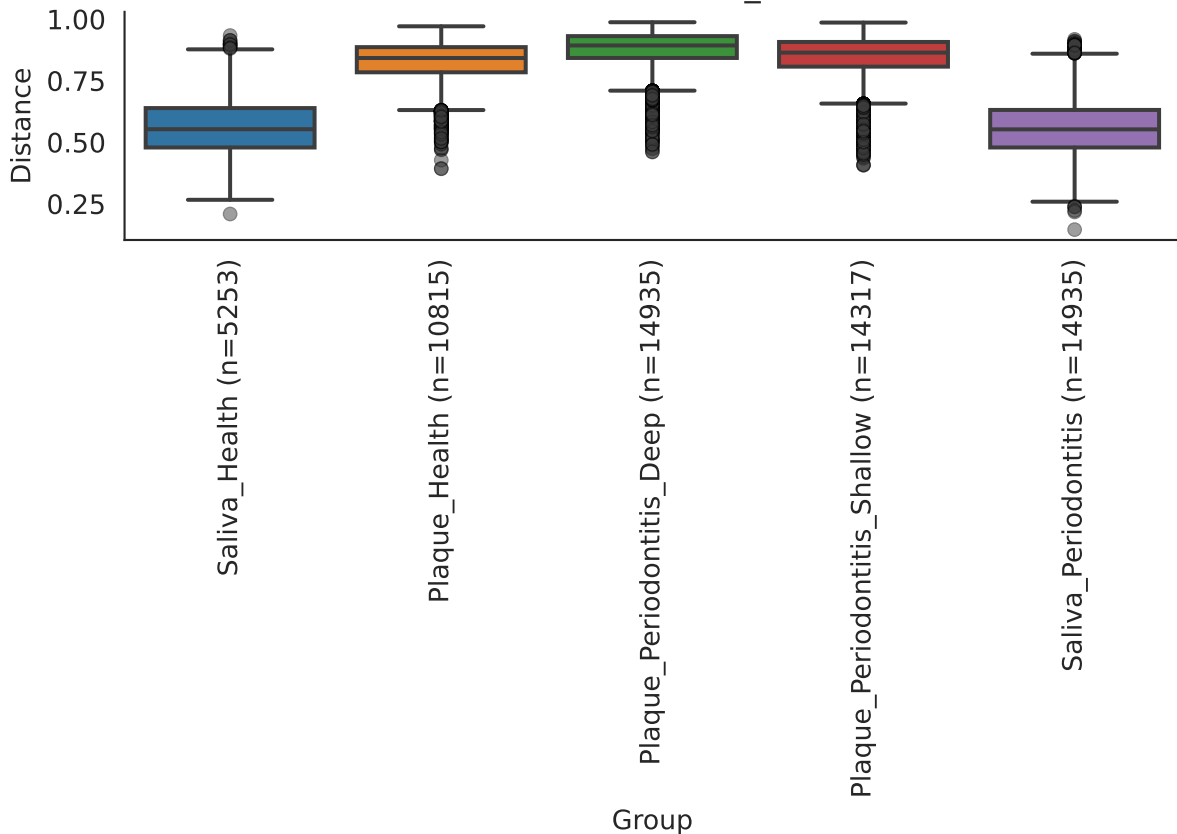 1.00
0.75
0.50
0.25
Distance
Saliva_Health (n=5253)
Plaque_Health (n=10815)
Plaque_Periodontitis_Deep (n=14935)
Plaque_Periodontitis_Shallow (n=14317)
Saliva_Periodontitis (n=14935)
Group